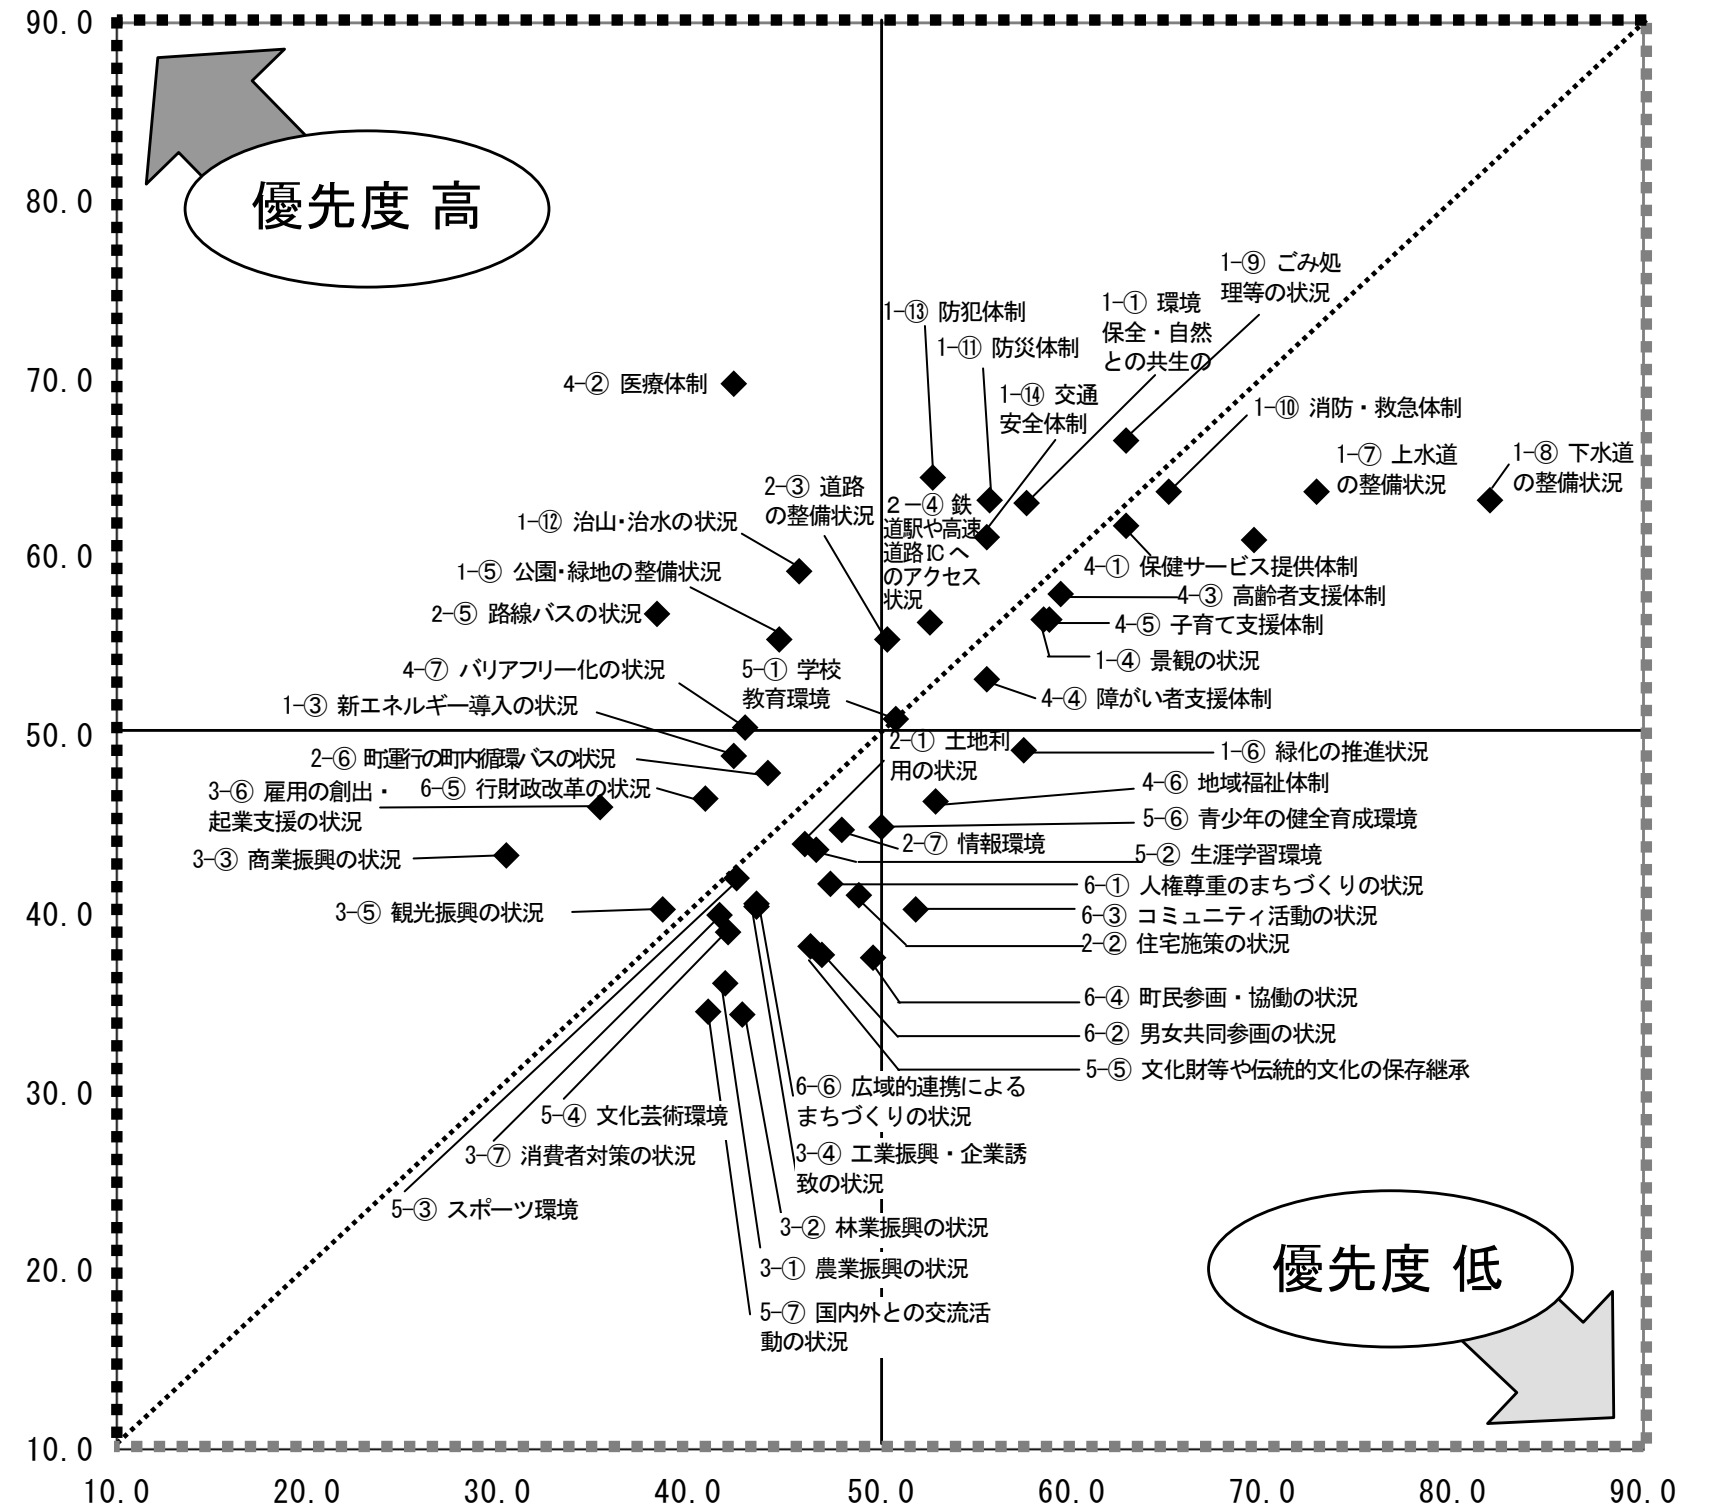 90.0
80.0
70.0
60.0
50.0
40.0
30.0
20.0
10.0
10.0
20.0
30.0
40.0
50.0
60.0
70.0
80.0
90.0
優先度 高
1-⑨ ごみ処
理等の状況
1-① 環境
保全・自然
との共生の
1-⑬ 防犯体制
1-⑪ 防災体制
1-⑭ 交通
安全体制
4-② 医療体制
1-⑩ 消防・救急体制
1-⑦ 上水道
の整備状況
1-⑧ 下水道
の整備状況
2-③ 道路
の整備状況
2-④ 鉄
道駅や高速
道路ICへ
のアクセス
状況
1-⑫ 治山・治水の状況
1-⑤ 公園・緑地の整備状況
2-⑤ 路線バスの状況
4-① 保健サービス提供体制
4-③ 高齢者支援体制
4-⑤ 子育て支援体制
1-④ 景観の状況
4-④ 障がい者支援体制
4-⑦ バリアフリー化の状況
5-① 学校
教育環境
1-③ 新エネルギー導入の状況
2-⑥ 町運行の町内循環バスの状況
2-① 土地利
用の状況
1-⑥ 緑化の推進状況
3-⑥ 雇用の創出・
起業支援の状況
6-⑤ 行財政改革の状況
4-⑥ 地域福祉体制
5-⑥ 青少年の健全育成環境
2-⑦ 情報環境
5-② 生涯学習環境
3-③ 商業振興の状況
6-① 人権尊重のまちづくりの状況
3-⑤ 観光振興の状況
6-③ コミュニティ活動の状況
2-② 住宅施策の状況
6-④ 町民参画・協働の状況
6-② 男女共同参画の状況
5-⑤ 文化財等や伝統的文化の保存継承
6-⑥ 広域的連携による
まちづくりの状況
5-④ 文化芸術環境
3-⑦ 消費者対策の状況
3-④ 工業振興・企業誘
致の状況
5-③ スポーツ環境
3-② 林業振興の状況
3-① 農業振興の状況
5-⑦ 国内外との交流活
動の状況
優先度 低